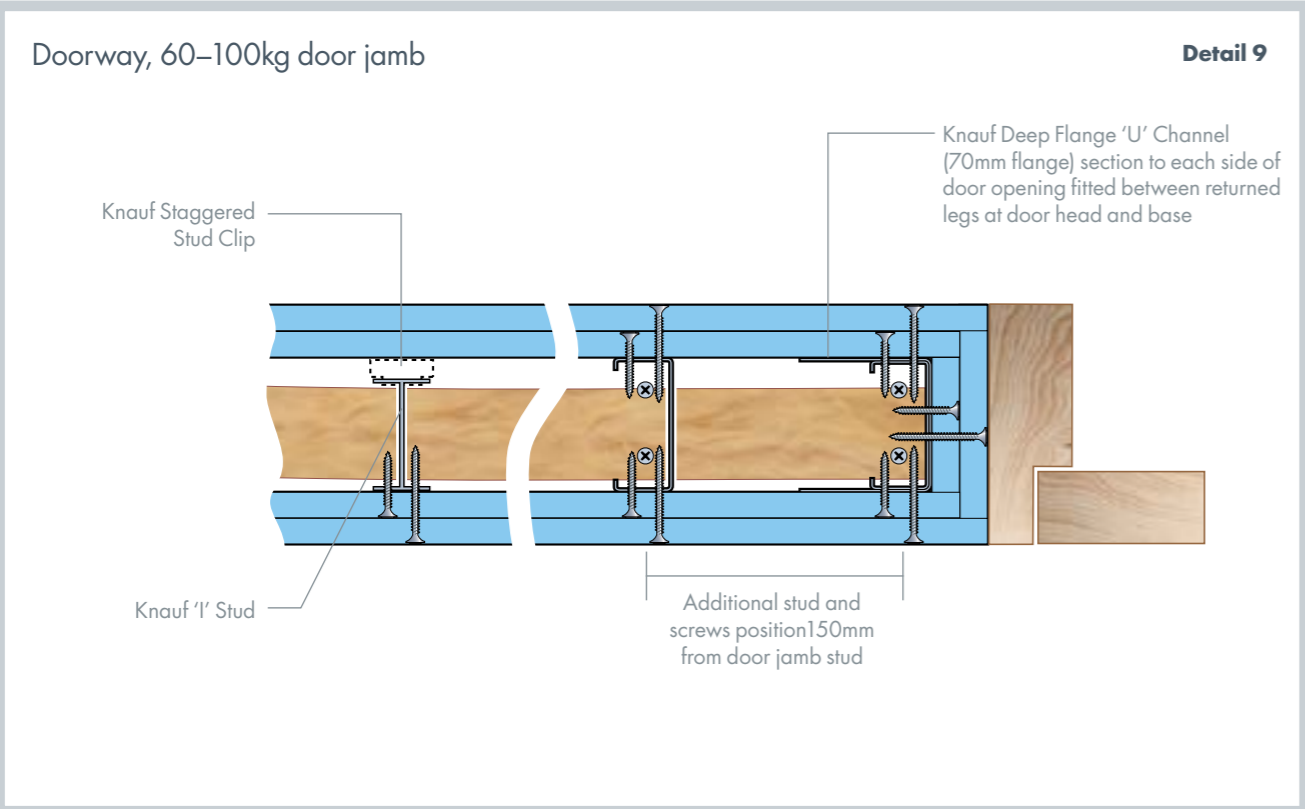 Doorway, 60–100kg door jamb
Detail 9
Knauf Deep Flange ‘U’ Channel
(70mm flange) section to each side of
door opening fitted between returned
legs at door head and base
Knauf Staggered
Stud Clip
Knauf ‘I’ Stud
Additional stud and
screws position150mm
from door jamb stud